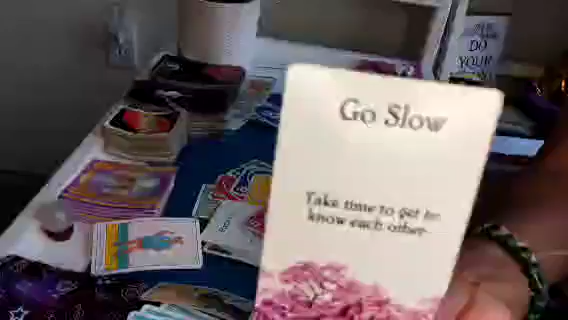 Go Slow
Take time to get to
know each other.
DO
YOUR